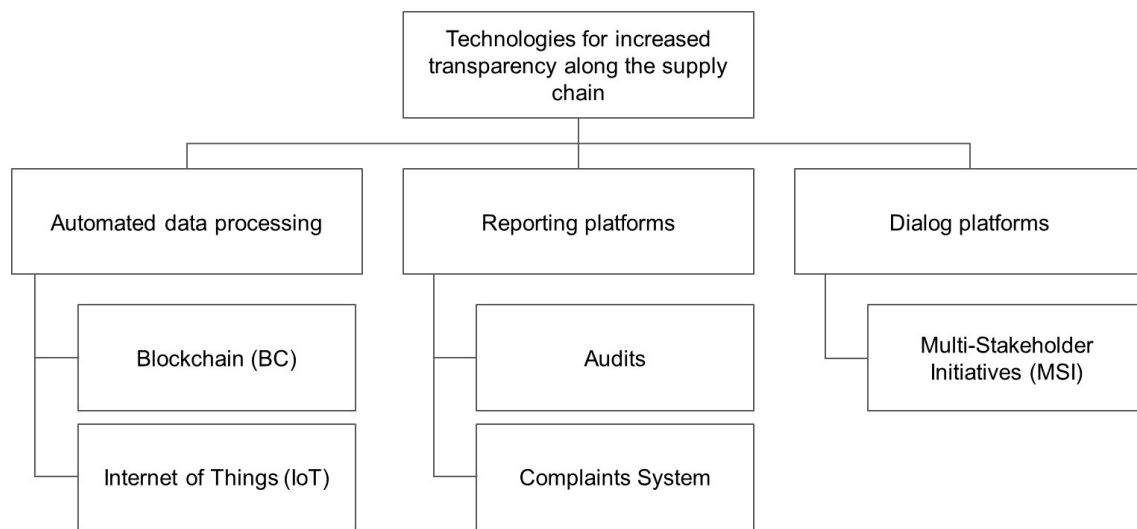 Technologies for increased
transparency along the supply
chain
Automated data processing
Reporting platforms
Dialog platforms
Blockchain (BC)
Audits
Multi-Stakeholder
Initiatives (MSI)
Internet of Things (IoT)
Complaints System